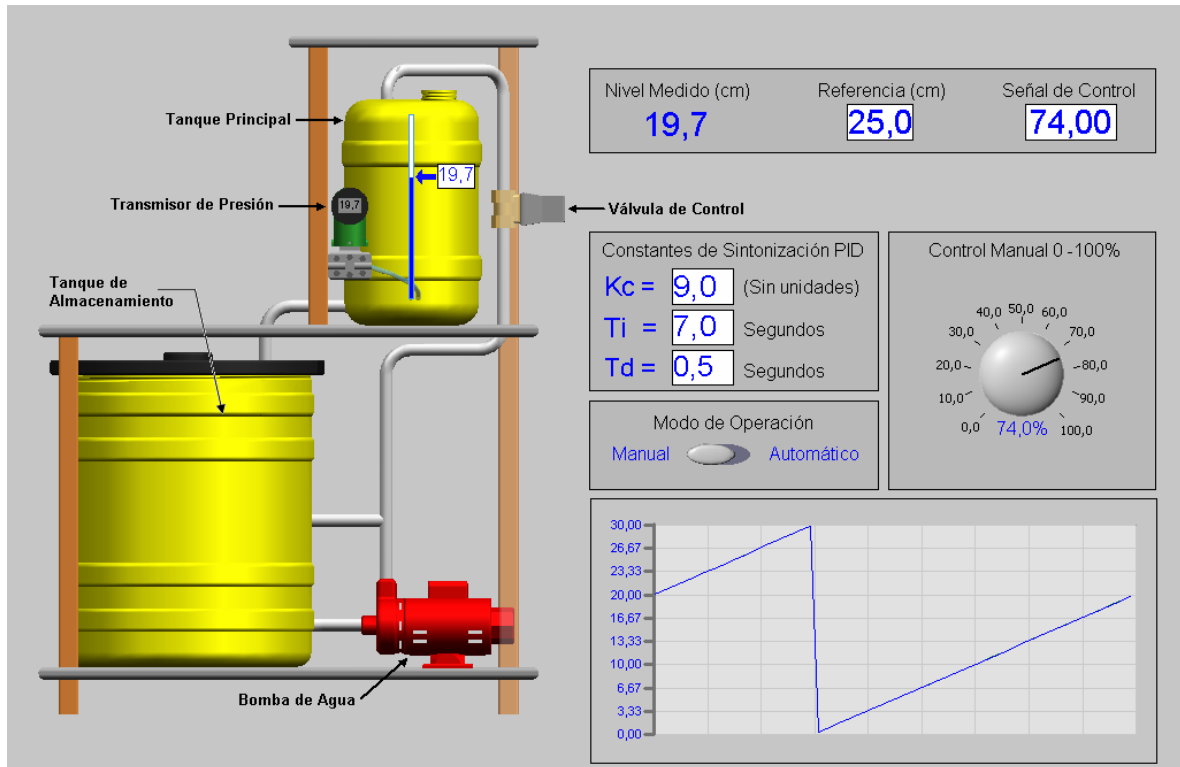 Tanque Principal
19,7
Transmisor de Presión
19,7
Válvula de Control
Tanque de
Almacenamiento
Bomba de Agua
Nivel Medido (cm)
19,7
Referencia (cm)
25,0
Señal de Control
74,00
Constantes de Sintonización PID
Kc = 9,0 (Sin unidades)
Ti = 7,0 Segundos
Td = 0,5 Segundos
Control Manual 0 -100%
0,0
10,0
20,0
30,0
40,0
50,0
60,0
70,0
80,0
90,0
100,0
74,0%
Modo de Operación
Manual Automático
30,00
26,67
23,33
20,00
16,67
13,33
10,00
6,67
3,33
0,00